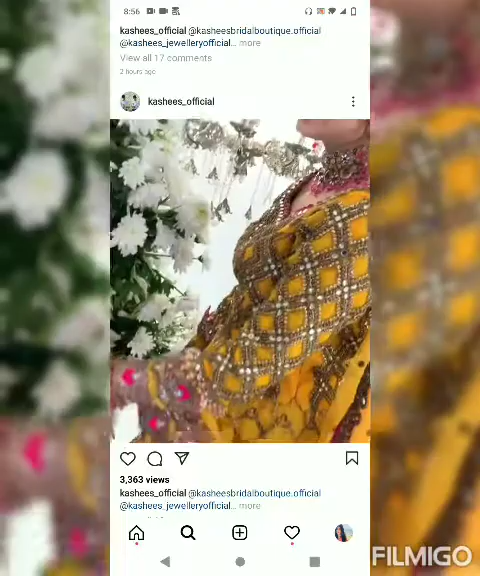 8:56
kashees_official @kasheesbridalboutique.official
@kashees_jewelleryofficial... more
View all 17 comments
2 hours ago
kashees_official
3,363 views
kashees_official @kasheesbridalboutique.official
@kashees_jewelleryofficial... more
FILMIGO